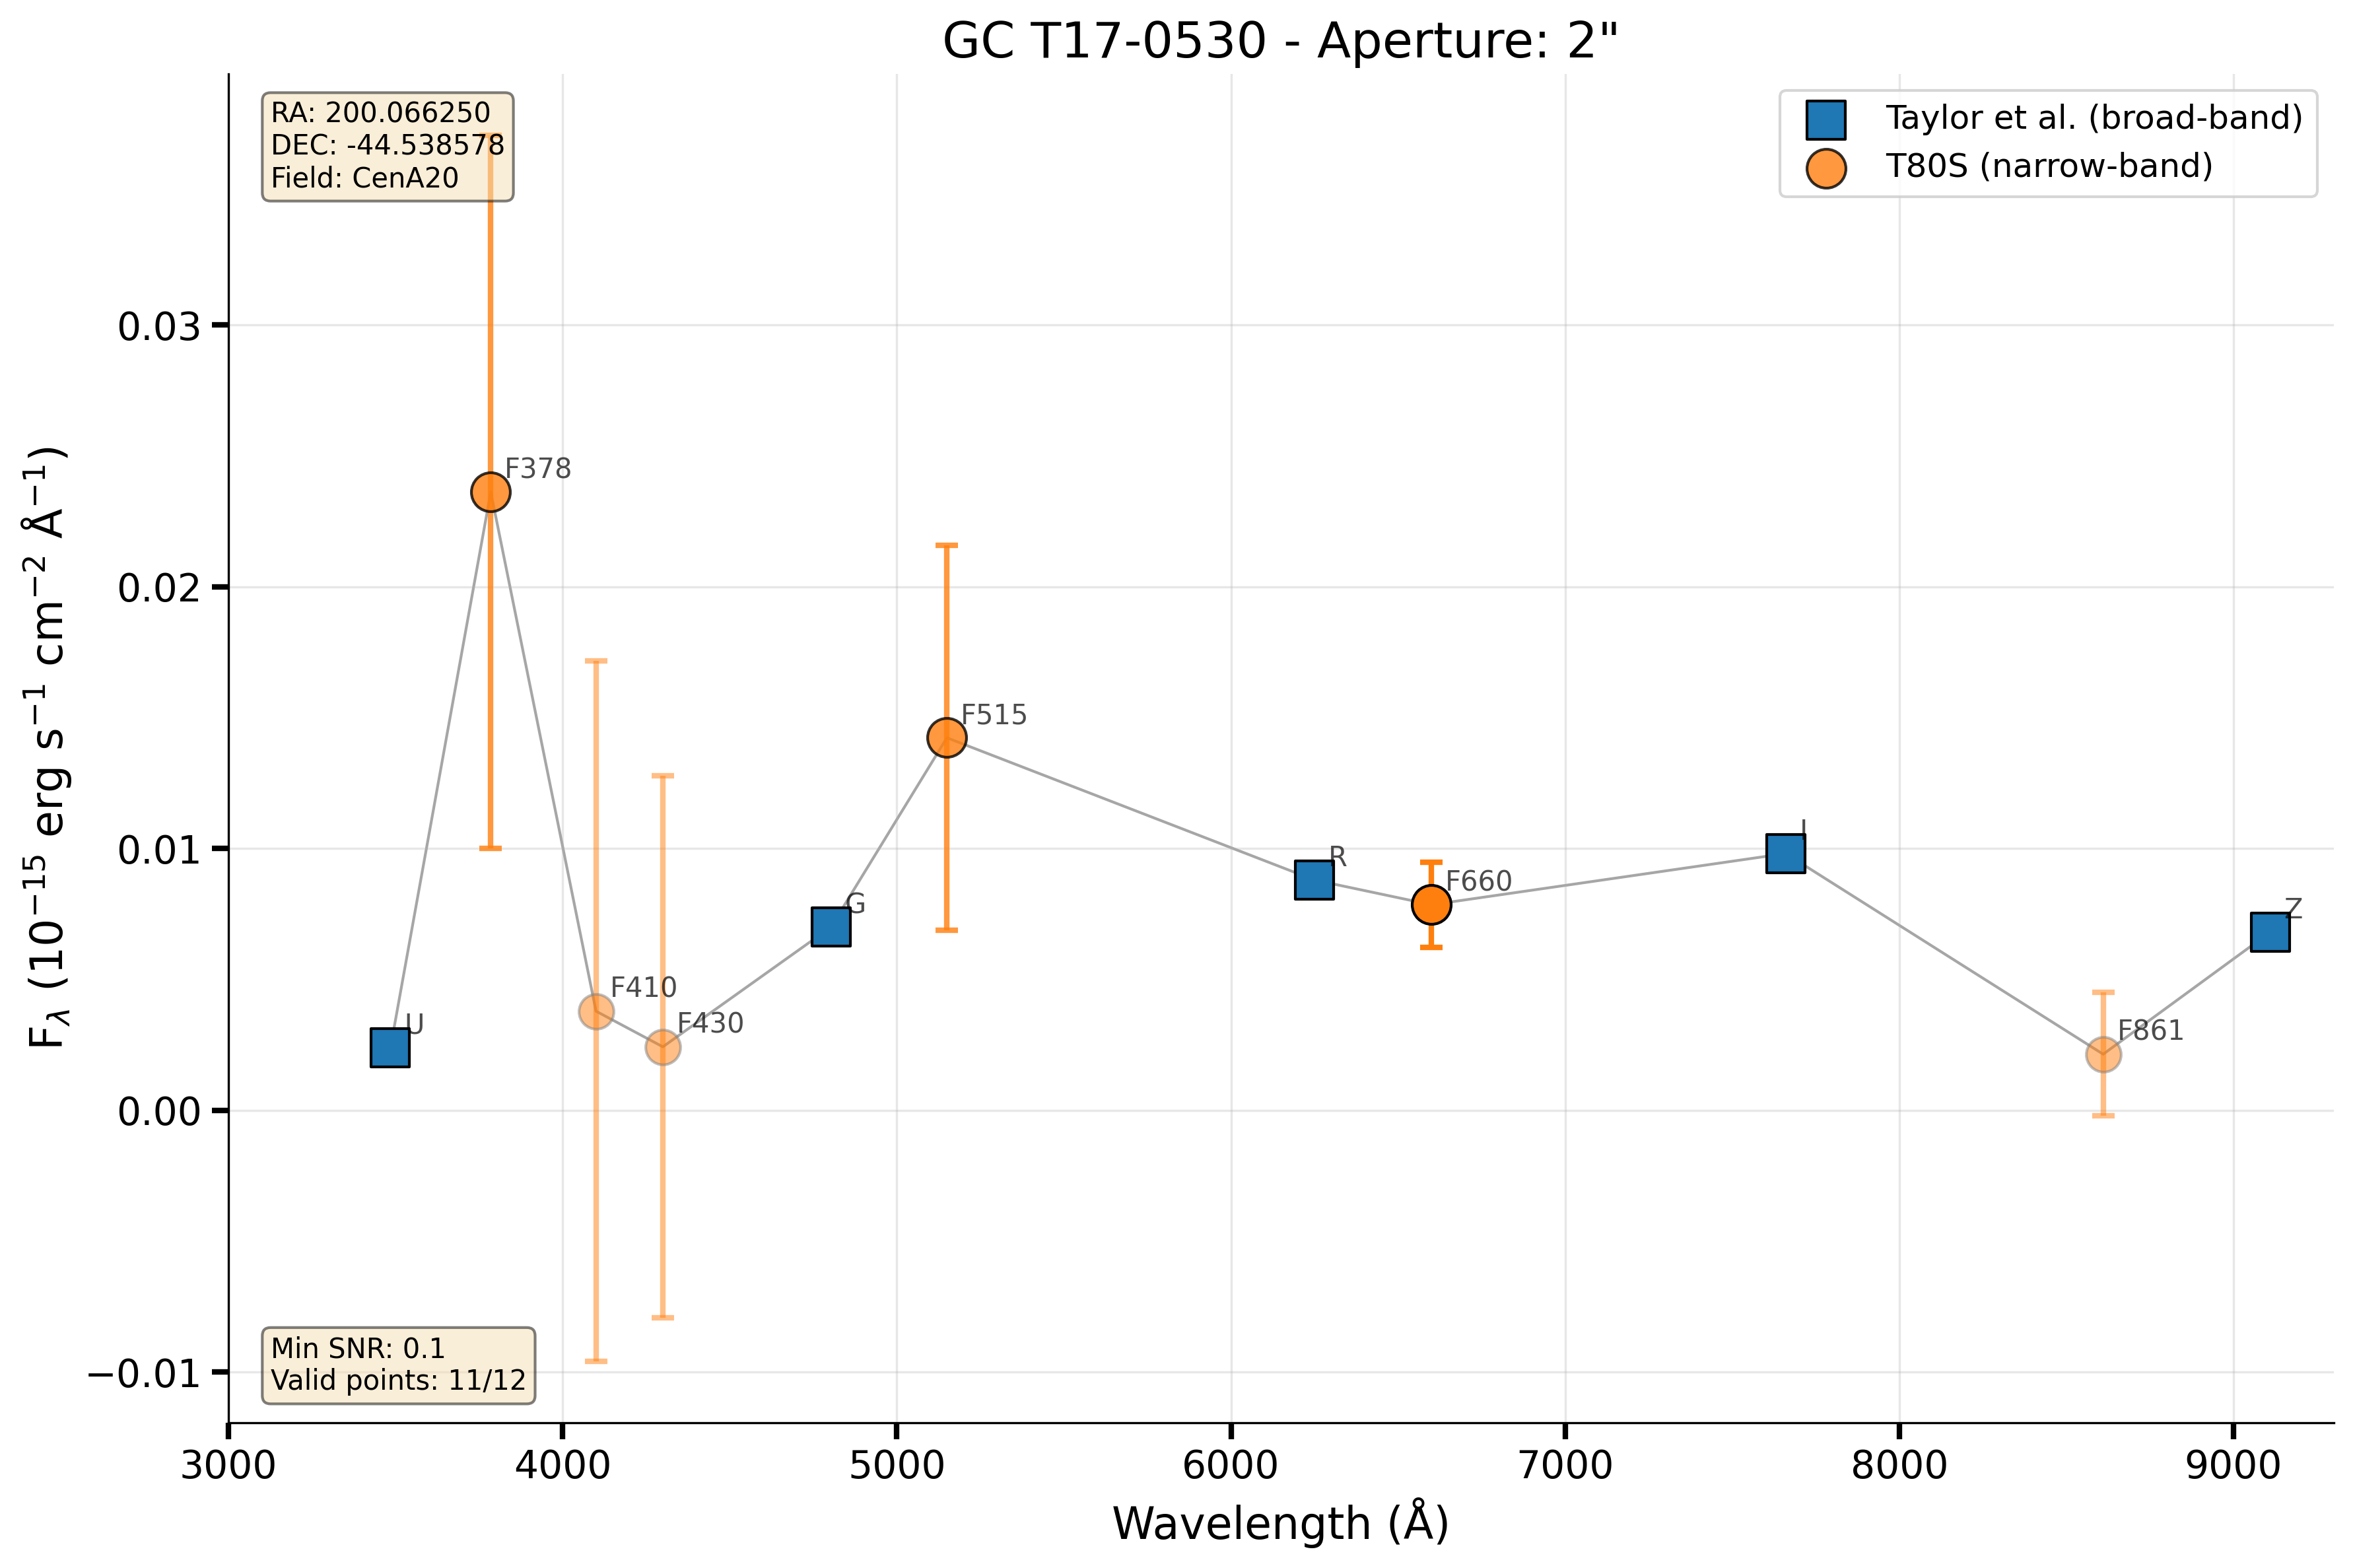 GC T17-0530 - Aperture: 2"
RA: 200.066250
DEC: -44.538578
Field: CenA20
Taylor et al. (broad-band)
T80S (narrow-band)
F378
F515
F410
F430
U
G
R
F660
I
F861
Z
0.03
0.02
0.01
0.00
−0.01
F_λ (10⁻¹⁵ erg s⁻¹ cm⁻² Å⁻¹)
Min SNR: 0.1
Valid points: 11/12
3000 4000 5000 6000 7000 8000 9000
Wavelength (Å)